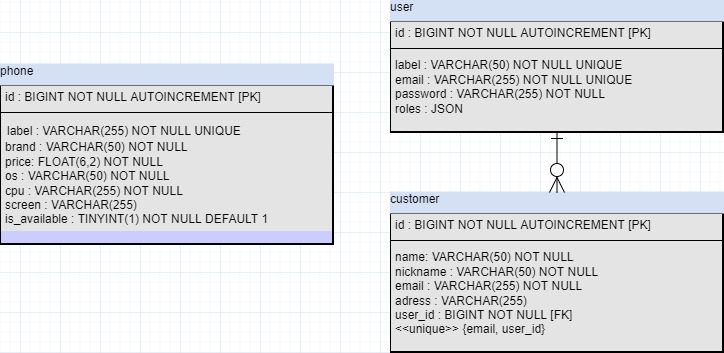 user
id : BIGINT NOT NULL AUTOINCREMENT [PK]
label : VARCHAR(50) NOT NULL UNIQUE
email : VARCHAR(255) NOT NULL UNIQUE
password : VARCHAR(255) NOT NULL
roles : JSON
phone
id : BIGINT NOT NULL AUTOINCREMENT [PK]
label : VARCHAR(255) NOT NULL UNIQUE
brand : VARCHAR(50) NOT NULL
price: FLOAT(6,2) NOT NULL
os : VARCHAR(50) NOT NULL
cpu : VARCHAR(255) NOT NULL
screen : VARCHAR(255)
is_available : TINYINT(1) NOT NULL DEFAULT 1
customer
id : BIGINT NOT NULL AUTOINCREMENT [PK]
name: VARCHAR(50) NOT NULL
nickname : VARCHAR(50) NOT NULL
email : VARCHAR(255) NOT NULL
adress : VARCHAR(255)
user_id : BIGINT NOT NULL [FK]
<<unique>> {email, user_id}